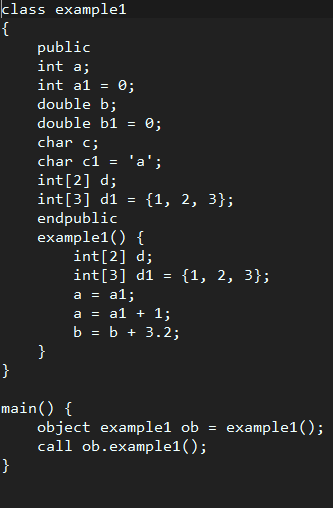 class example1
{
    public
    int a;
    int a1 = 0;
    double b;
    double b1 = 0;
    char c;
    char c1 = 'a';
    int[2] d;
    int[3] d1 = {1, 2, 3};
    endpublic
    example1() {
        int[2] d;
        int[3] d1 = {1, 2, 3};
        a = a1;
        a = a1 + 1;
        b = b + 3.2;
    }
}

main() {
    object example1 ob = example1();
    call ob.example1();
}